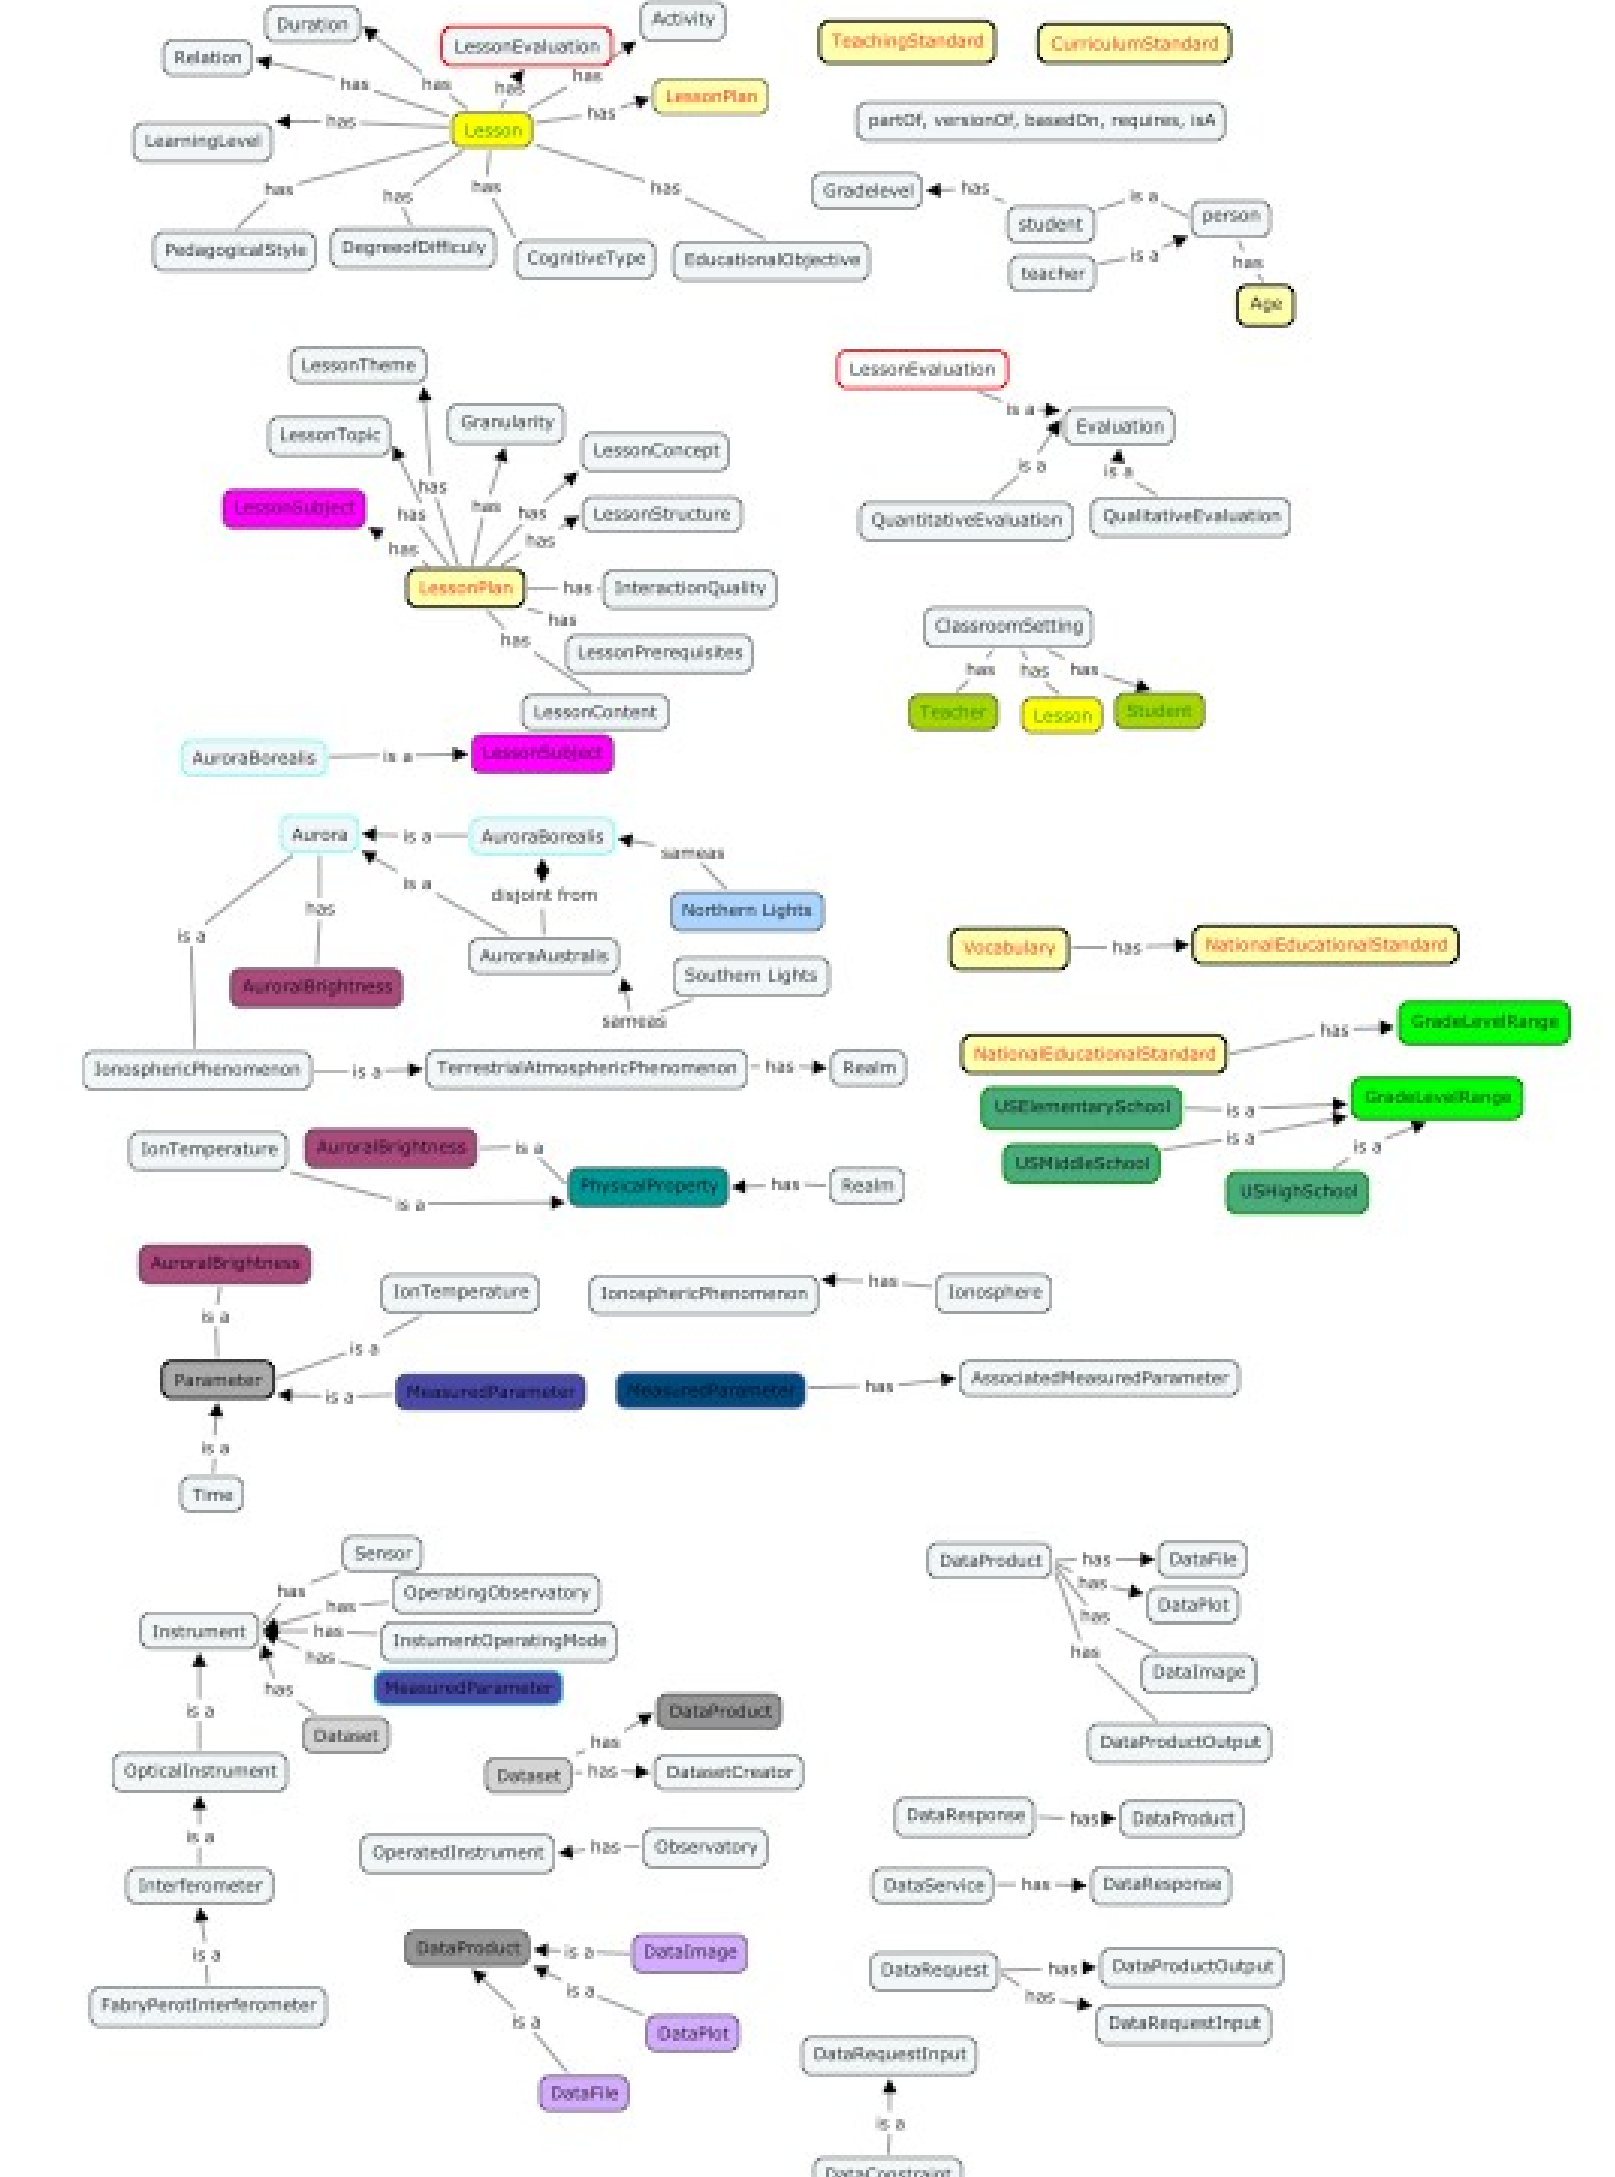 Duration
Activity
LessonEvaluation
Relation
has
has
has
has
LessonPlan
has
Lesson
has
LearningLevel
has
has
has
has
PedagogicalStyle
DegreeofDifficuly
CognitiveType
EducationalObjective
TeachingStandard
CurriculumStandard
partOf, versionOf, basedOn, requires, isA
Gradelevel
has
is a
student
person
is a
teacher
has
Age
LessonTheme
LessonTopic
Granularity
LessonConcept
has
LessonSubject
has
has
has
LessonStructure
has
has
LessonPlan
has
InteractionQuality
has
has
LessonPrerequisites
LessonContent
LessonEvaluation
is a
Evaluation
is a
is a
QuantitativeEvaluation
QualitativeEvaluation
ClassroomSetting
has
has
has
Teacher
Lesson
Student
AuroraBorealis
is a
LessonSubject
Aurora
is a
AuroraBorealis
sameas
is a
disjoint from
has
Northern Lights
is a
AuroraAustralis
Southern Lights
AuroralBrightness
sameas
IonosphericPhenomenon
is a
TerrestrialAtmosphericPhenomenon
has
Realm
Vocabulary
has
NationalEducationalStandard
GradeLevelRange
has
NationalEducationalStandard
USElementarySchool
is a
GradeLevelRange
is a
is a
USMiddleSchool
USHighSchool
IonTemperature
AuroralBrightness
is a
PhysicalProperty
has
Realm
is a
AuroralBrightness
is a
IonTemperature
is a
Parameter
is a
MeasuredParameter
is a
Time
IonosphericPhenomenon
has
Ionosphere
MeasuredParameter
has
AssociatedMeasuredParameter
Sensor
has
OperatingObservatory
has
Instrument
has
InstumentOperatingMode
has
MeasuredParameter
has
is a
Dataset
OpticalInstrument
is a
Interferometer
is a
FabryPerotInterferometer
DataProduct
has
Dataset
has
DatasetCreator
OperatedInstrument
has
Observatory
DataProduct
is a
DataImage
is a
is a
DataPlot
DataFile
DataProduct
has
DataFile
has
DataPlot
has
has
DataImage
DataProductOutput
DataResponse
has
DataProduct
DataService
has
DataResponse
DataRequest
has
DataProductOutput
has
DataRequestInput
DataRequestInput
is a
DataConstraint